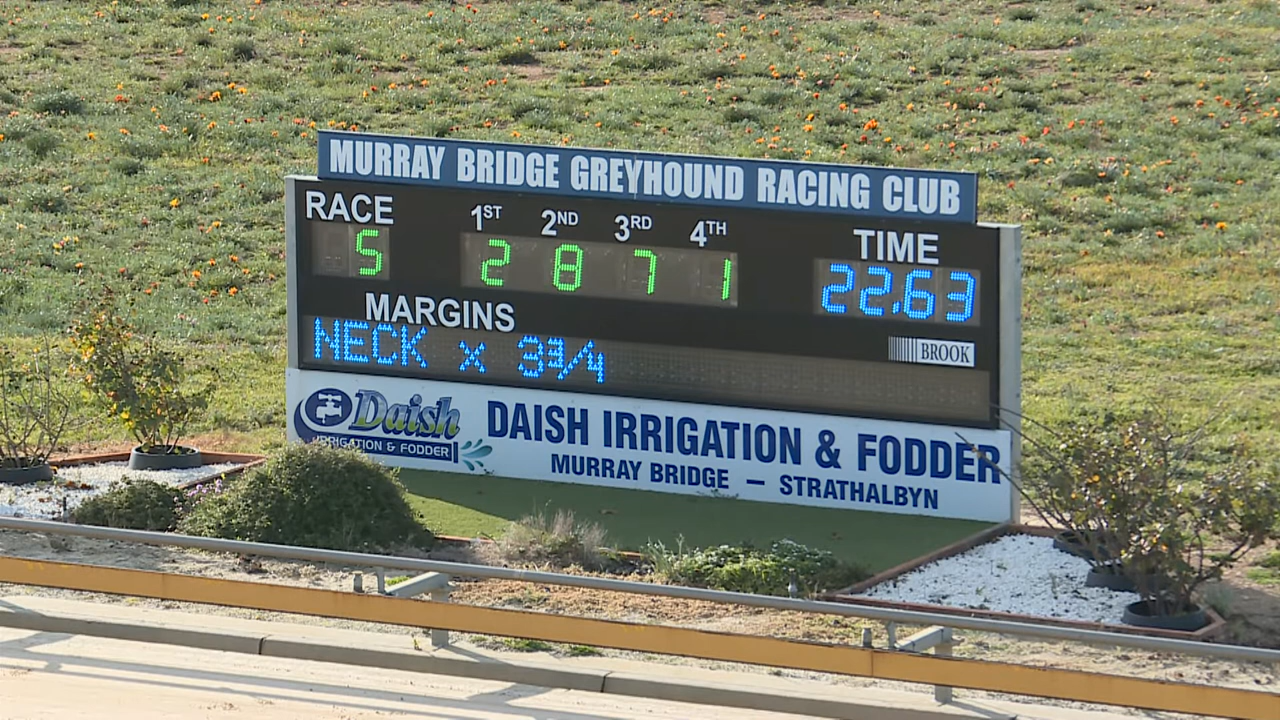 MURRAY BRIDGE GREYHOUND RACING CLUB
RACE 1ST 2ND 3RD 4TH TIME
5 2 8 7 1 22.63
MARGINS
NECK x 3¾
BROOK
Daish
IRRIGATION & FODDER
DAISH IRRIGATION & FODDER
MURRAY BRIDGE — STRATHALBYN